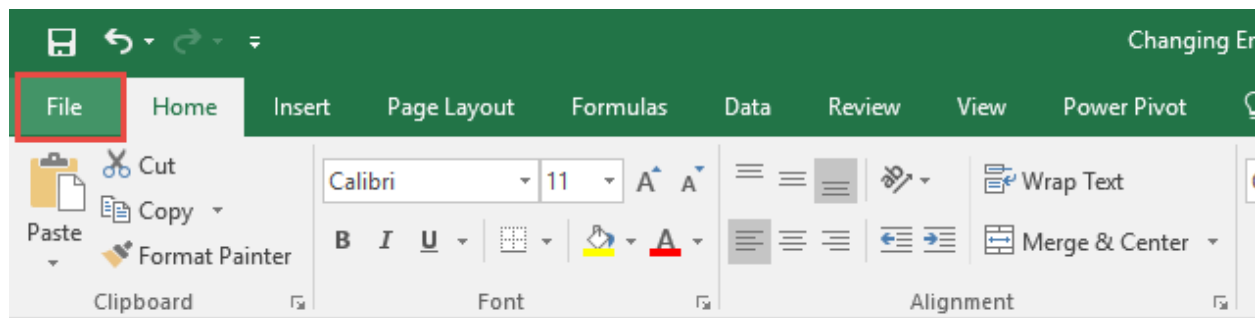 Changing En
File Home Insert Page Layout Formulas Data Review View Power Pivot
Cut
Calibri 11 A A Wrap Text
Copy
Paste B I U A Merge & Center
Format Painter
Clipboard Font Alignment